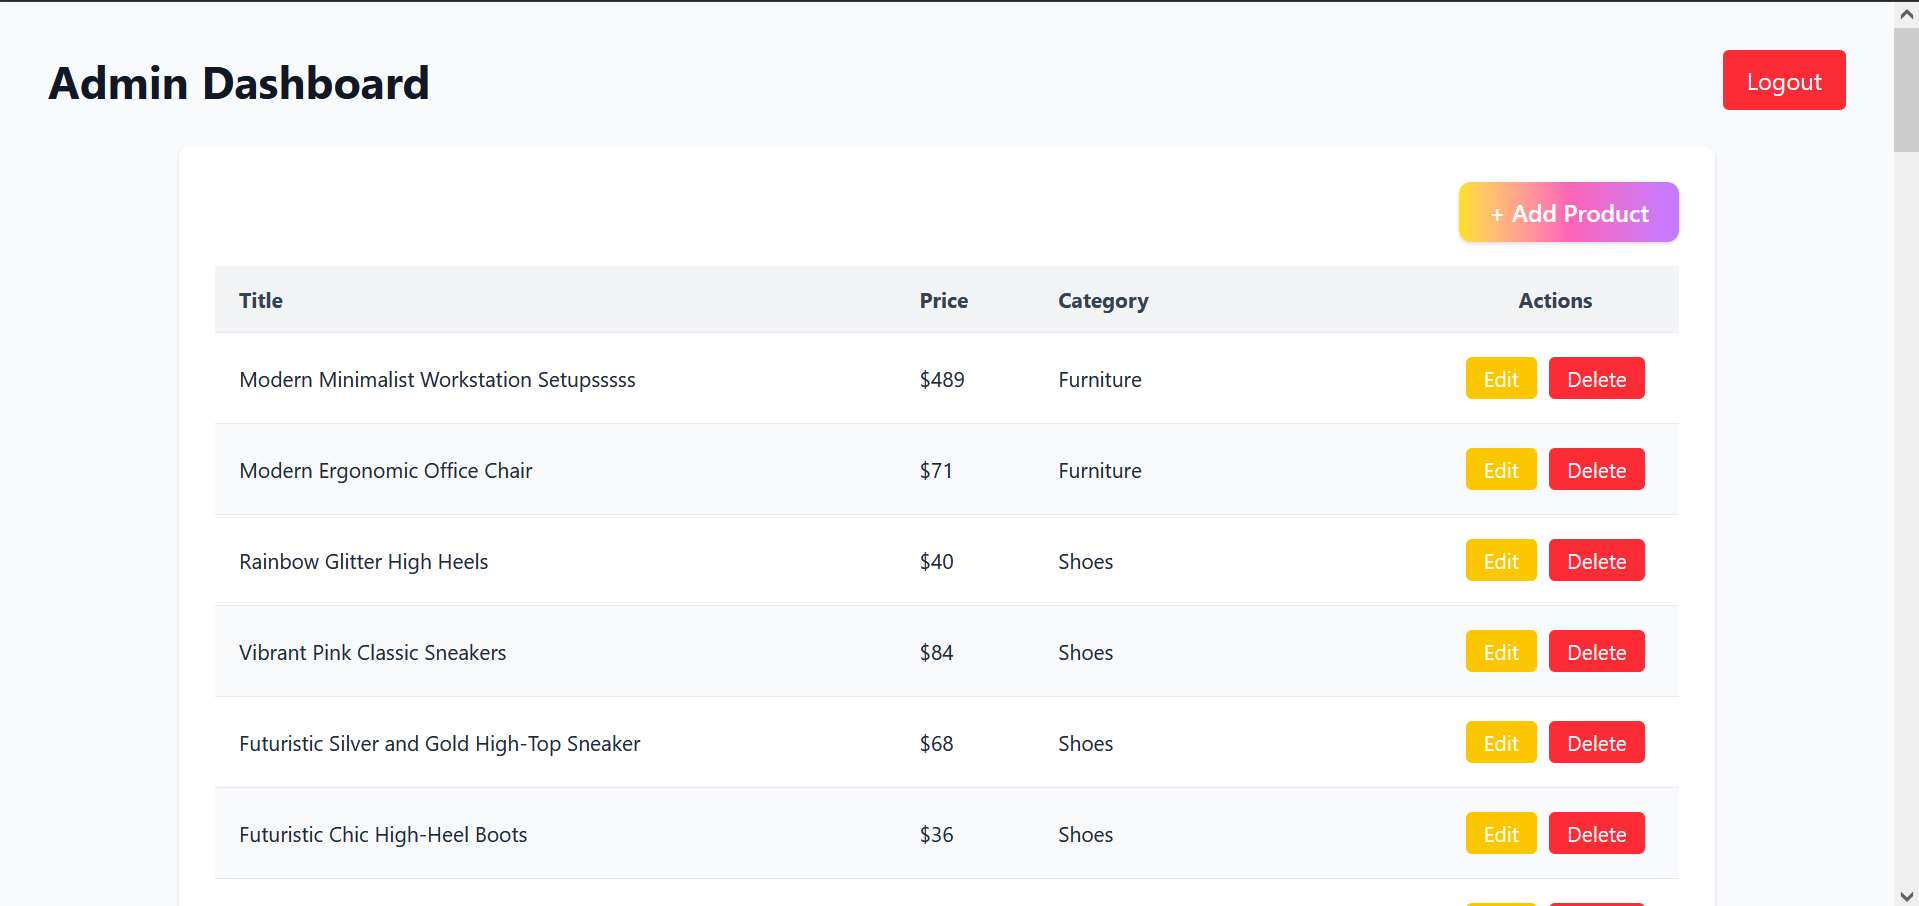 Admin Dashboard
Logout
+ Add Product
Title Price Category Actions
Modern Minimalist Workstation Setupsssss $489 Furniture Edit Delete
Modern Ergonomic Office Chair $71 Furniture Edit Delete
Rainbow Glitter High Heels $40 Shoes Edit Delete
Vibrant Pink Classic Sneakers $84 Shoes Edit Delete
Futuristic Silver and Gold High-Top Sneaker $68 Shoes Edit Delete
Futuristic Chic High-Heel Boots $36 Shoes Edit Delete